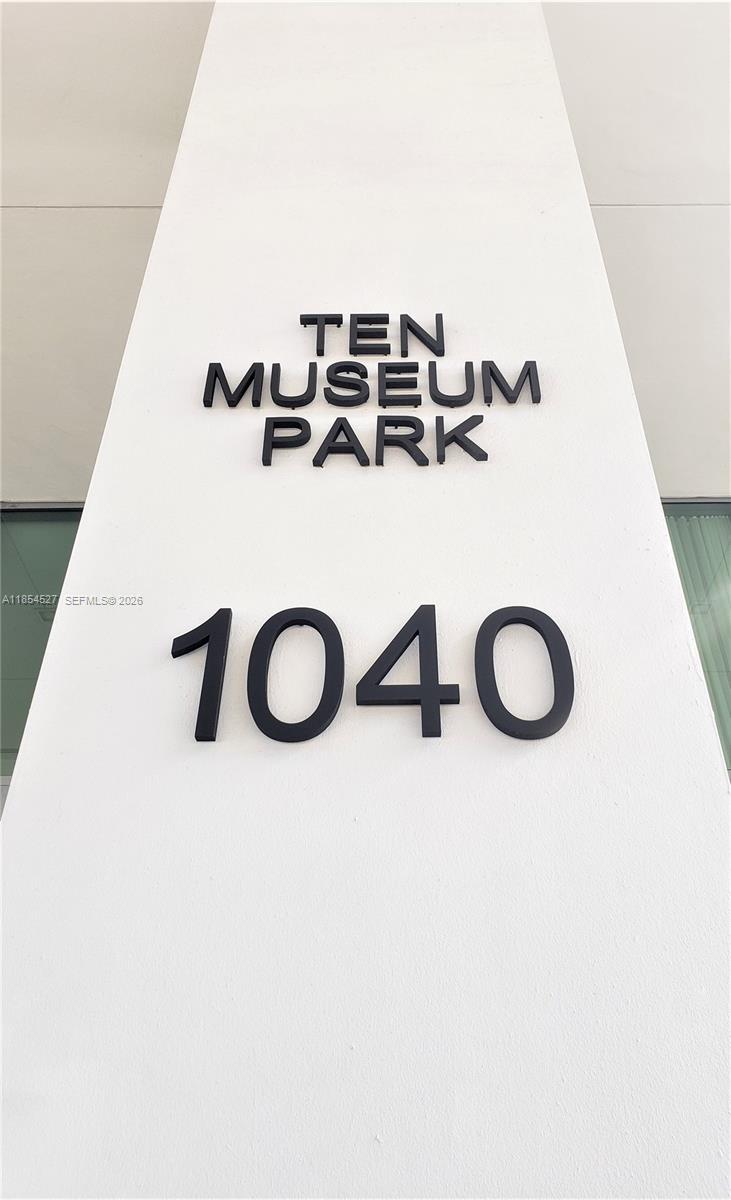 TEN
MUSEUM
PARK
A11854527 SEFMLS© 2026
1040